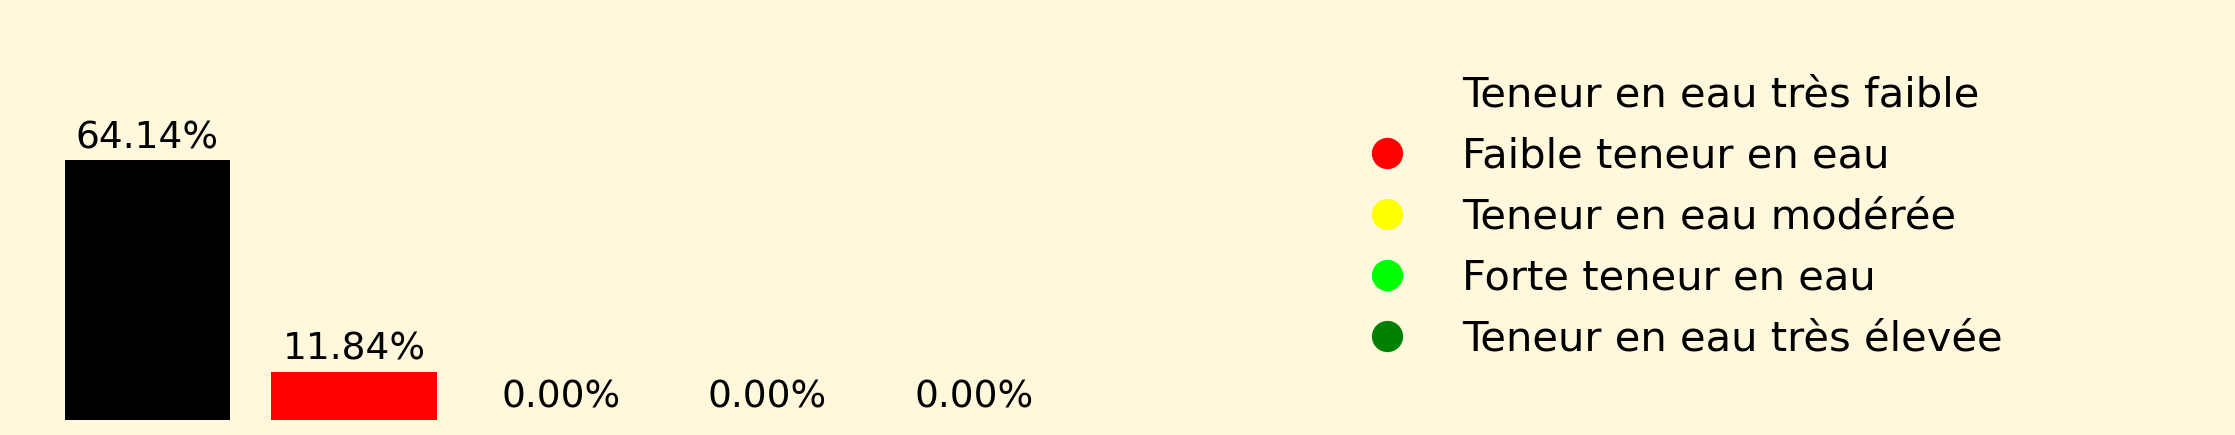 64.14%
11.84%
0.00%
0.00%
0.00%
Teneur en eau très faible
Faible teneur en eau
Teneur en eau modérée
Forte teneur en eau
Teneur en eau très élevée